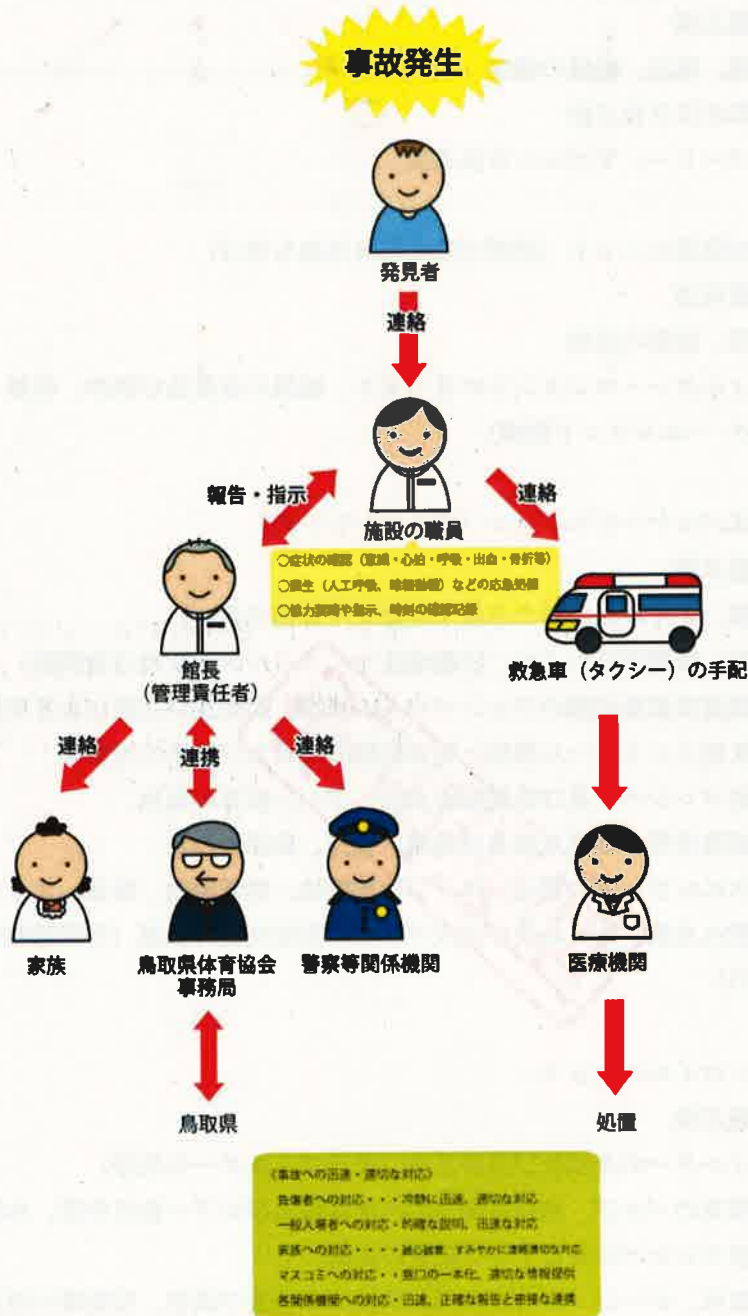 事故発生
発見者
連絡
施設の職員
報告・指示
連絡
○症状の確認（意識・心拍・呼吸・出血・骨折等）
○蘇生（人工呼吸、）などの応急処置
○協力要請や指示、時刻の確認記録
館長
（管理責任者）
救急車（タクシー）の手配
連絡
連携
連絡
家族
鳥取県体育協会
事務局
警察等関係機関
医療機関
鳥取県
処置
《事故への迅速・適切な対応》
負傷者への対応・・・冷静に迅速、適切な対応
一般入場者への対応・的確な説明、迅速な対応
家族への対応・・・・誠心誠意、すみやかに連絡適切な対応
マスコミへの対応・・窓口の一本化、適切な情報提供
各関係機関への対応・迅速、正確な報告と密接な連携